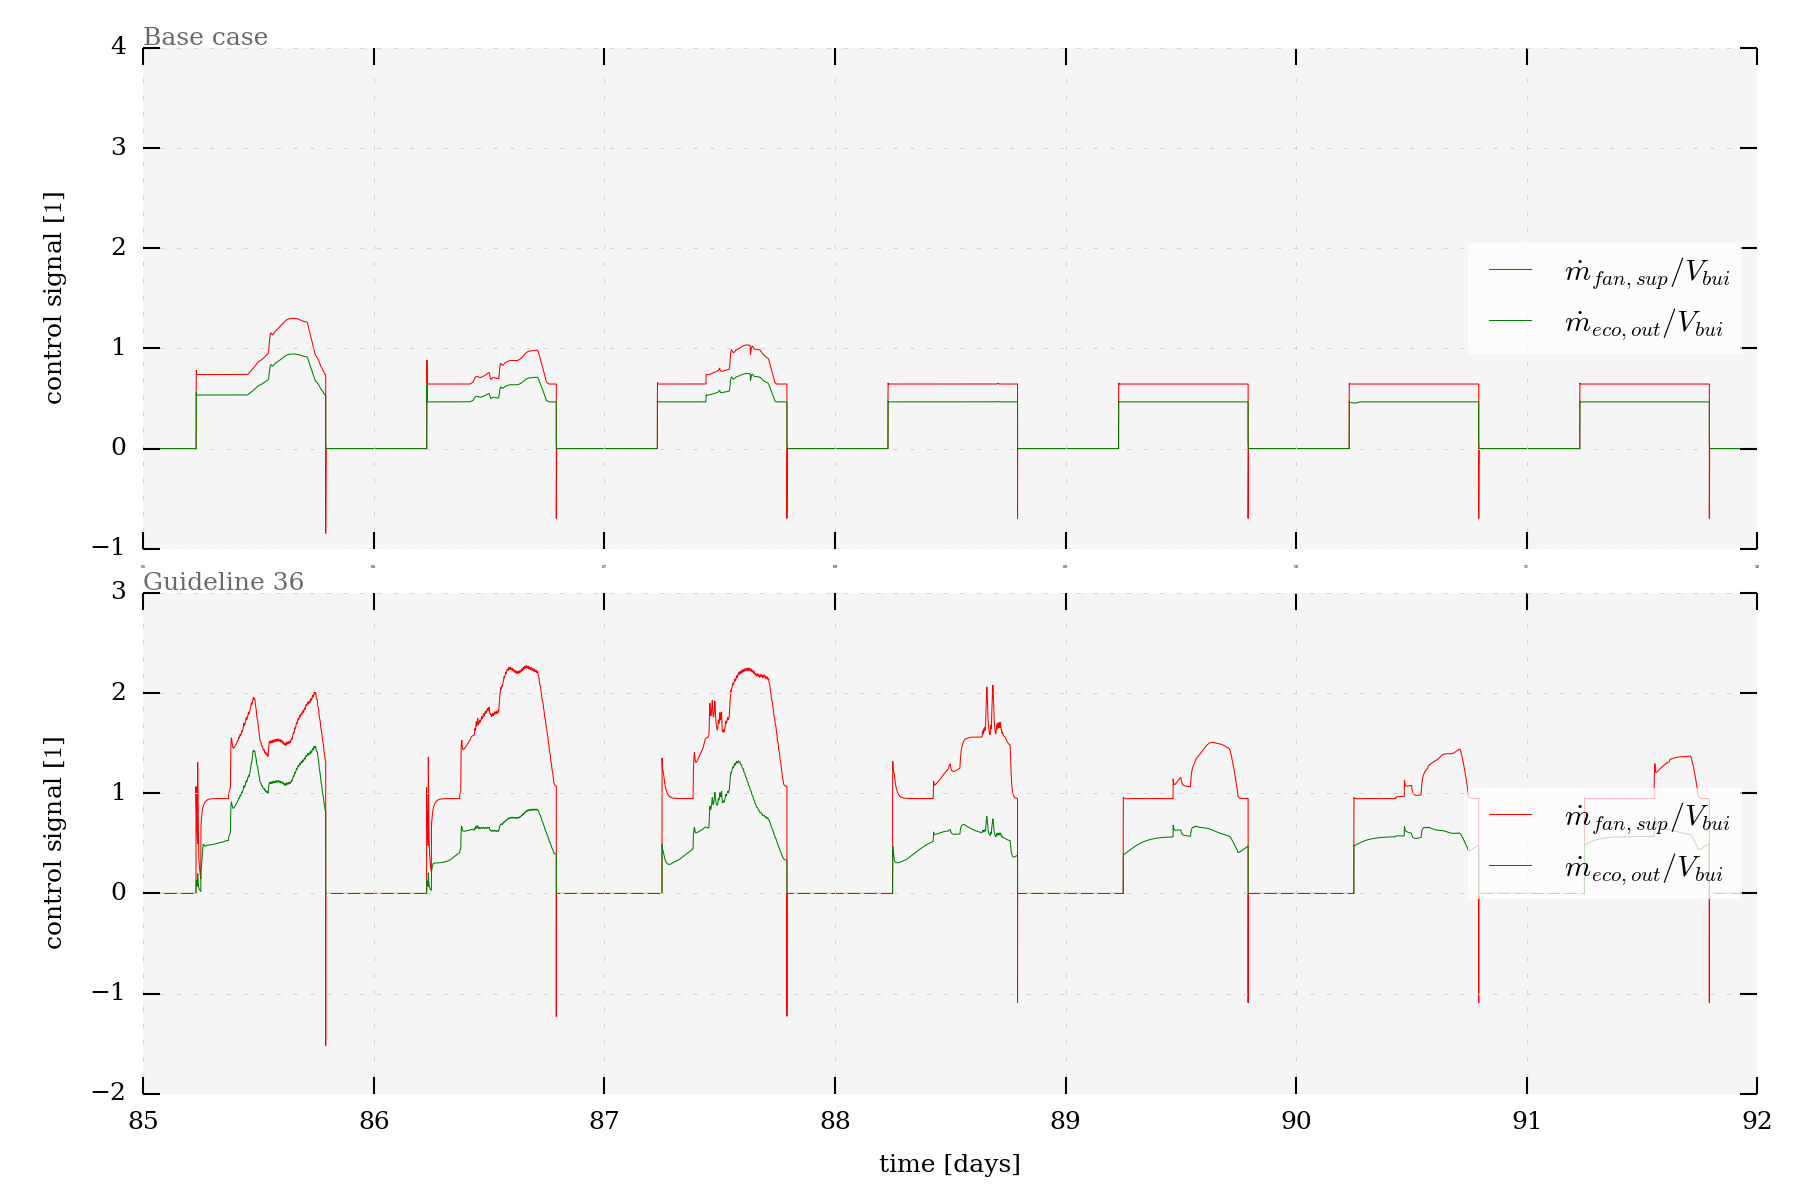 Base case
4
3
2
1
0
−1
control signal [1]
ṁ_fan, sup/V_bui
ṁ_eco, out/V_bui
Guideline 36
3
2
1
0
−1
−2
control signal [1]
ṁ_fan, sup/V_bui
ṁ_eco, out/V_bui
85 86 87 88 89 90 91 92
time [days]